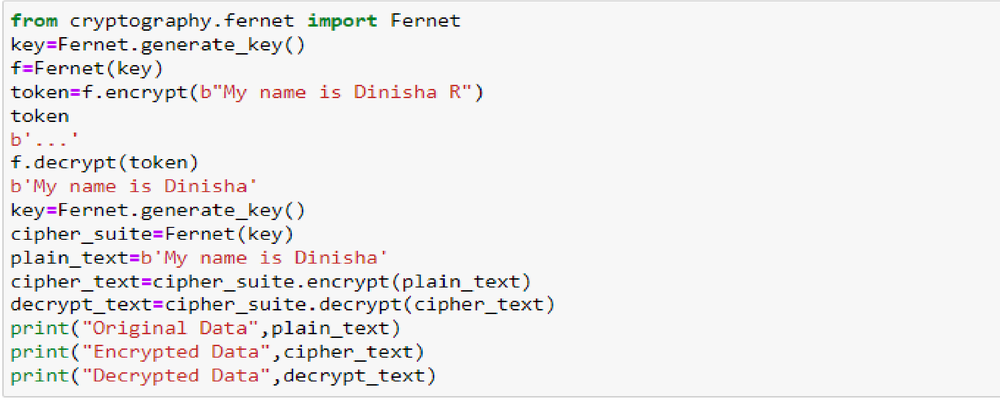 from cryptography.fernet import Fernet
key=Fernet.generate_key()
f=Fernet(key)
token=f.encrypt(b"My name is Dinisha R")
token
b'...'
f.decrypt(token)
b'My name is Dinisha'
key=Fernet.generate_key()
cipher_suite=Fernet(key)
plain_text=b'My name is Dinisha'
cipher_text=cipher_suite.encrypt(plain_text)
decrypt_text=cipher_suite.decrypt(cipher_text)
print("Original Data",plain_text)
print("Encrypted Data",cipher_text)
print("Decrypted Data",decrypt_text)